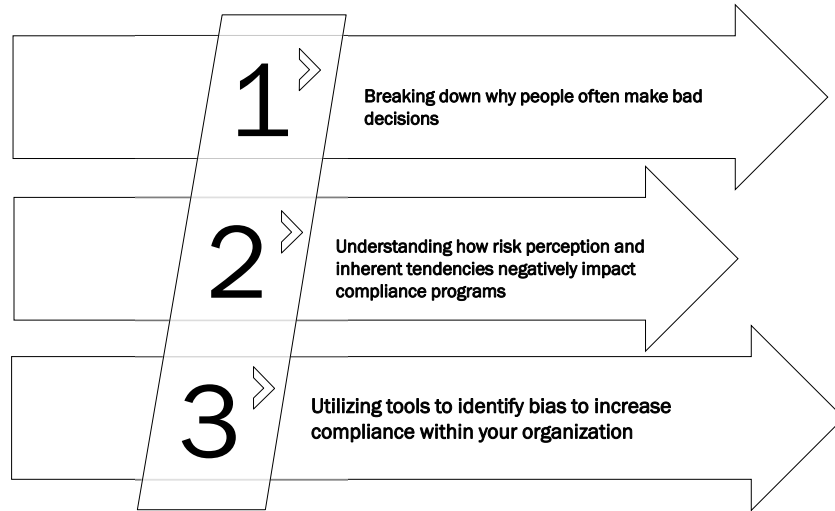 1
Breaking down why people often make bad
decisions
2
Understanding how risk perception and
inherent tendencies negatively impact
compliance programs
3
Utilizing tools to identify bias to increase
compliance within your organization